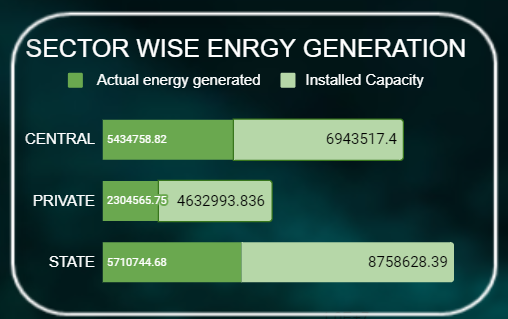 SECTOR WISE ENRGY GENERATION
Actual energy generated Installed Capacity
CENTRAL 5434758.82 6943517.4
PRIVATE 2304565.75 4632993.836
STATE 5710744.68 8758628.39